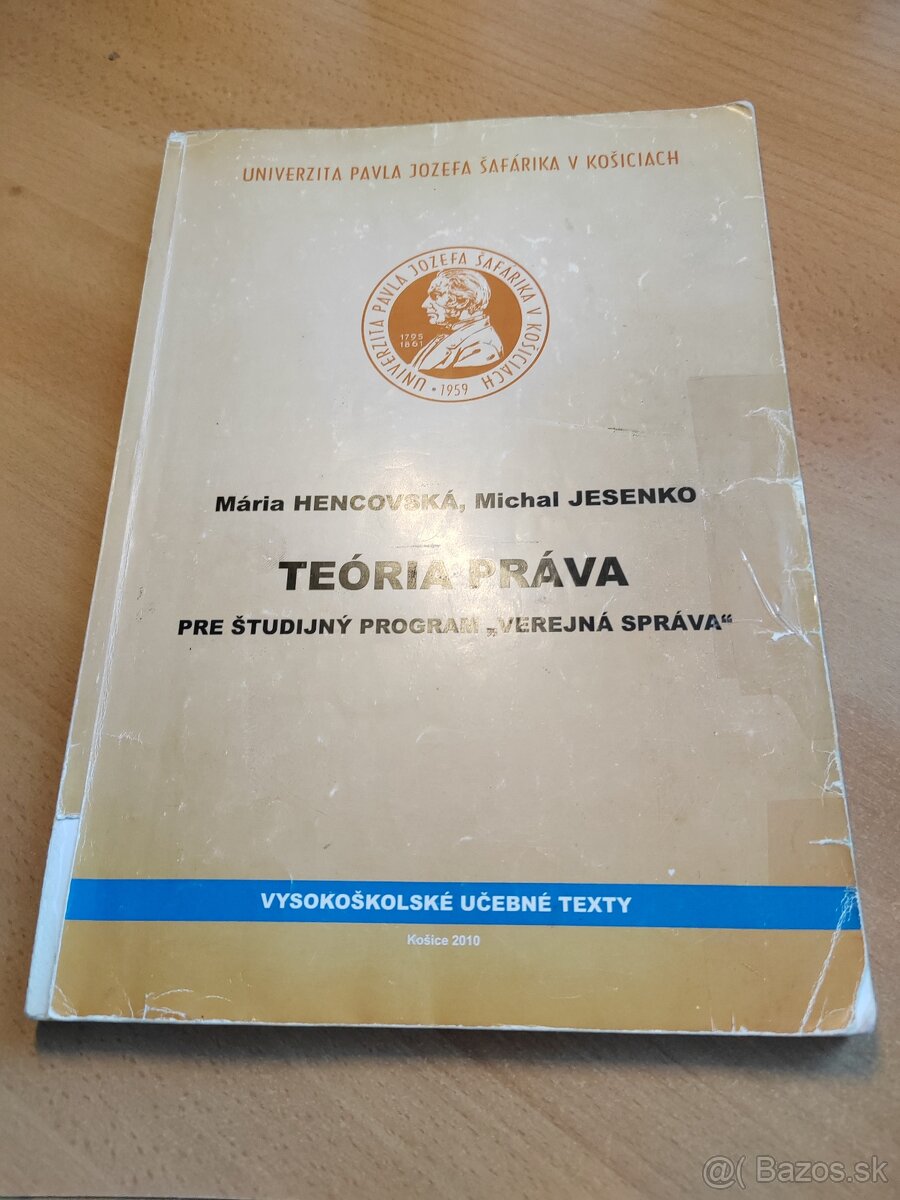 UNIVERZITA PAVLA JOZEFA ŠAFÁRIKA V KOŠICIACH
UNIVERZITA PAVLA JOZEFA ŠAFÁRIKA V KOŠICIACH
1795
1861
• 1959 •
Mária HENCOVSKÁ, Michal JESENKO
TEÓRIA PRÁVA
PRE ŠTUDIJNÝ PROGRAM „VEREJNÁ SPRÁVA“
VYSOKOŠKOLSKÉ UČEBNÉ TEXTY
Košice 2010
@( Bazos.sk